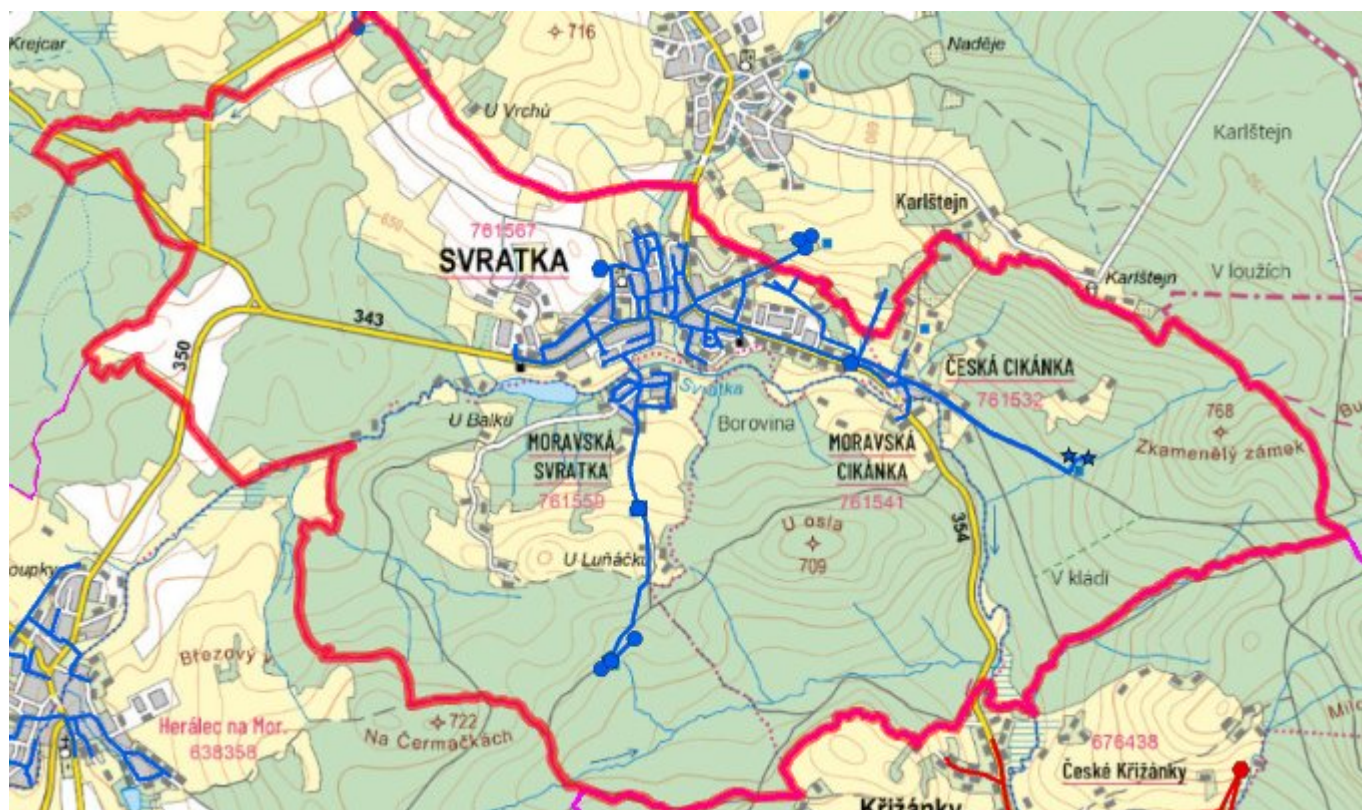 Krejcar
716
Naděje
U Vrchů
690
Karlštejn
650
Karlštejn
761567
SVRATKA
V loužích
Karlštejn
343
350
ČESKÁ CIKÁNKA
761532
Svratka
U Balků
Borovina
768
Zkamenělý zámek
MORAVSKÁ
SVRATKA
761559
MORAVSKÁ
CIKÁNKA
761541
U osla
709
354
U Luňáčků
V kládí
oupky
Březový v
Herálec na Mor.
638358
722
Na Čermačkách
676438
České Křižánky
Křižánky